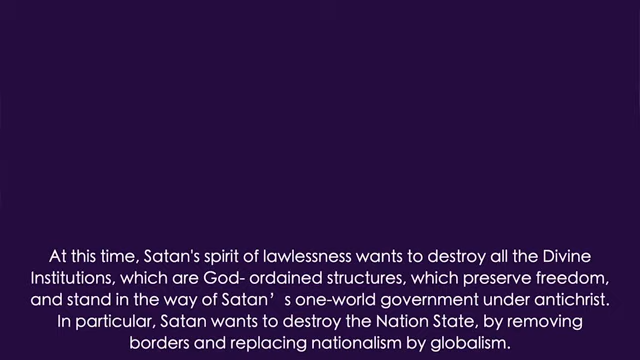 At this time, Satan's spirit of lawlessness wants to destroy all the Divine
Institutions, which are God- ordained structures, which preserve freedom,
and stand in the way of Satan’s one-world government under antichrist.
In particular, Satan wants to destroy the Nation State, by removing
borders and replacing nationalism by globalism.